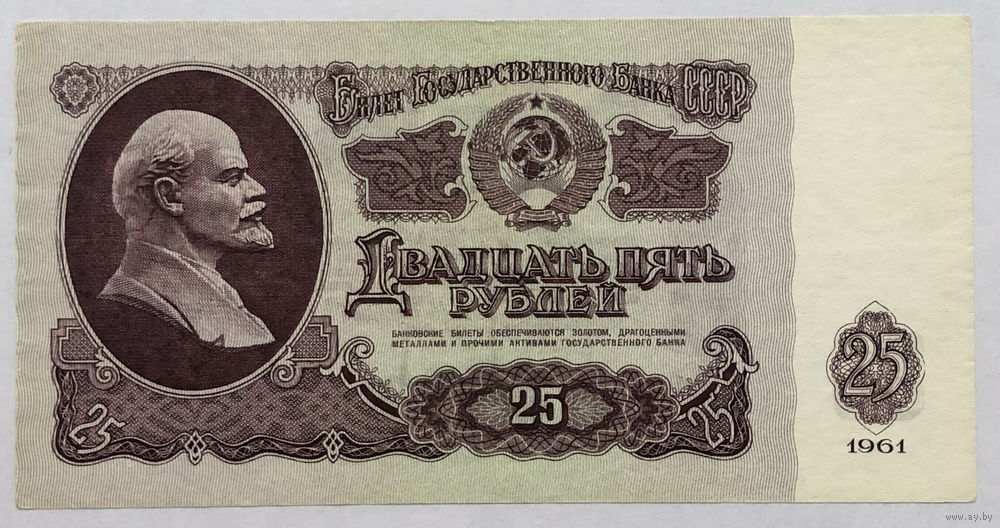 Билет Государственного Банка СССР
Двадцать пять
рублей
БАНКОВСКИЕ БИЛЕТЫ ОБЕСПЕЧИВАЮТСЯ ЗОЛОТОМ, ДРАГОЦЕННЫМИ
МЕТАЛЛАМИ И ПРОЧИМИ АКТИВАМИ ГОСУДАРСТВЕННОГО БАНКА
25
25
25
25
1961
www.ay.by